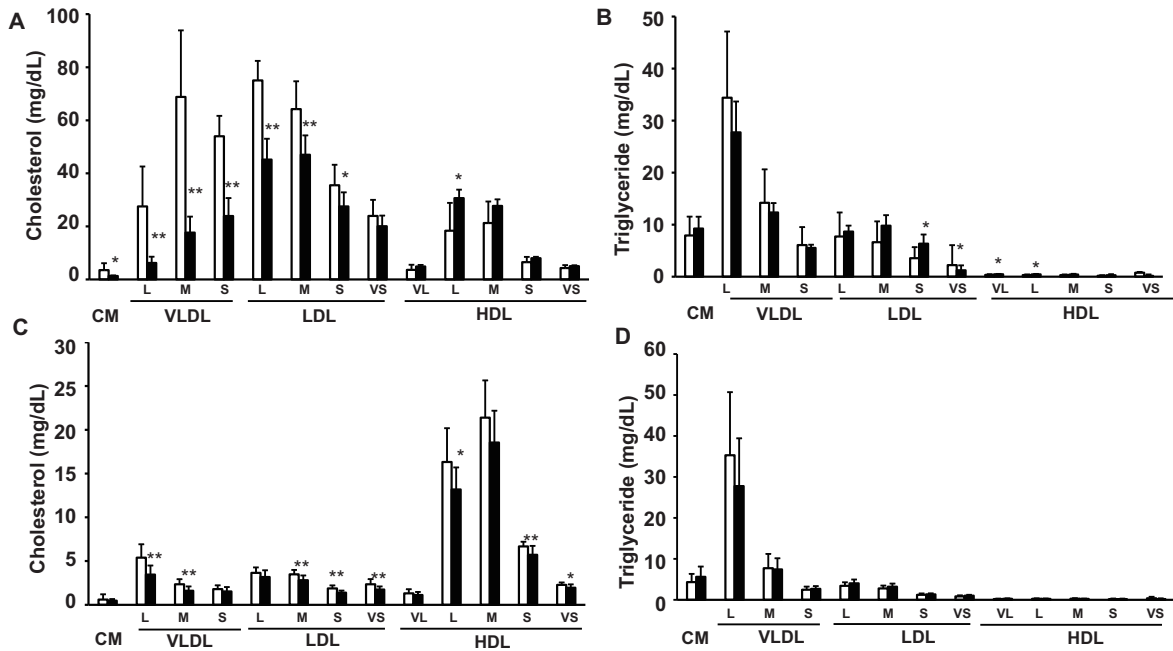 A
Cholesterol (mg/dL)
100
80
60
40
20
0
*
**
**
**
**
**
*
*
L M S L M S VS VL L M S VS
CM VLDL LDL HDL
B
Triglyceride (mg/dL)
50
40
30
20
10
0
*
*
*
*
L M S L M S VS VL L M S VS
CM VLDL LDL HDL
C
Cholesterol (mg/dL)
30
25
20
15
10
5
0
**
**
**
**
**
*
**
*
L M S L M S VS VL L M S VS
CM VLDL LDL HDL
D
Triglyceride (mg/dL)
60
50
40
30
20
10
0
L M S L M S VS VL L M S VS
CM VLDL LDL HDL